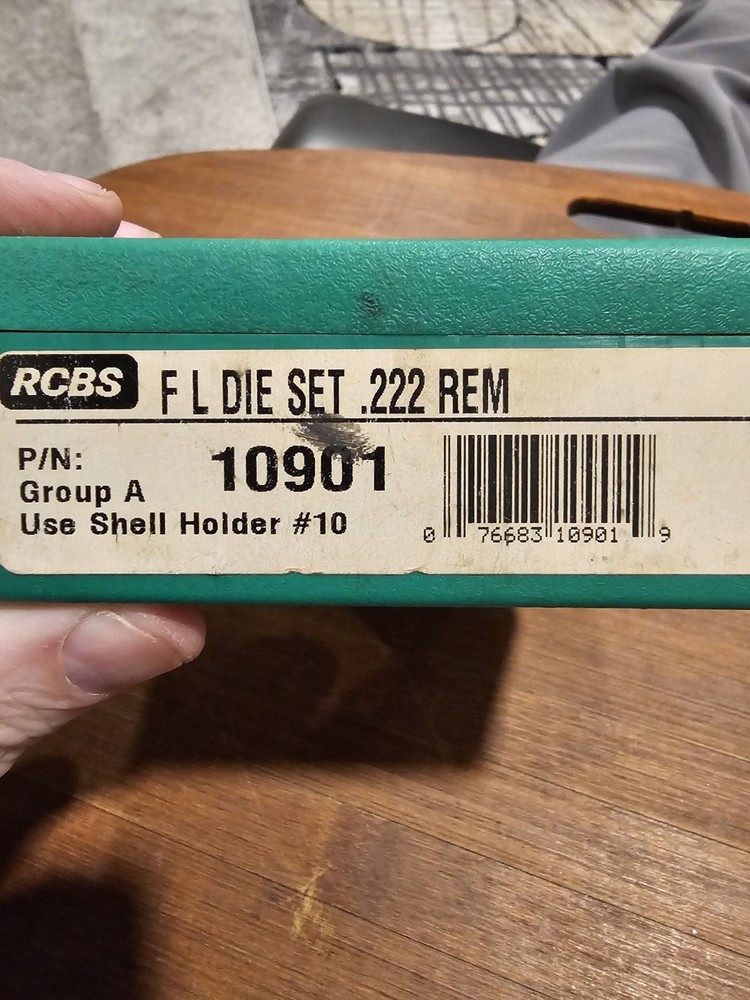 RCBS F L DIE SET .222 REM
P/N: 10901
Group A
Use Shell Holder #10
0 76683 10901 9